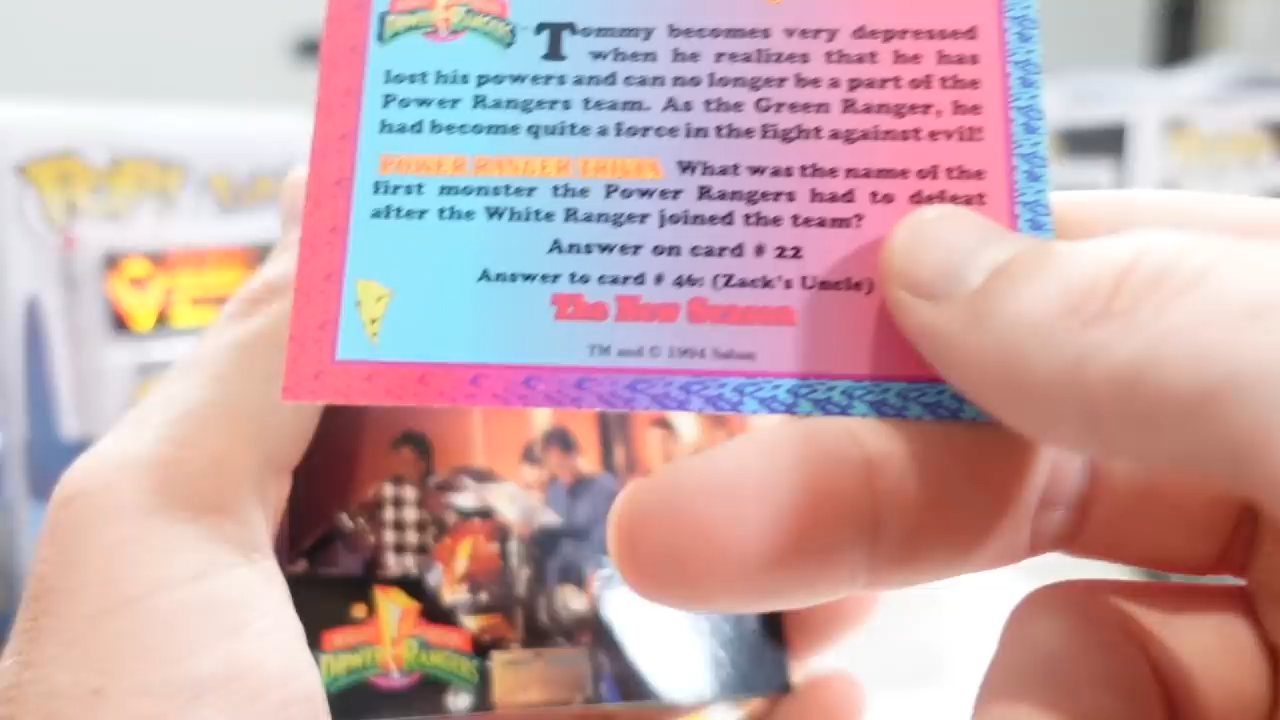 POWER RANGERS
Tommy becomes very depressed
when he realizes that he has
lost his powers and can no longer be a part of the
Power Rangers team. As the Green Ranger, he
had become quite a force in the fight against evil!
POWER RANGER TRIVIA What was the name of the
first monster the Power Rangers had to defeat
after the White Ranger joined the team?
Answer on card # 22
Answer to card # 46: (Zack's Uncle)
The New Season
TM and © 1994 Saban
POWER RANGERS